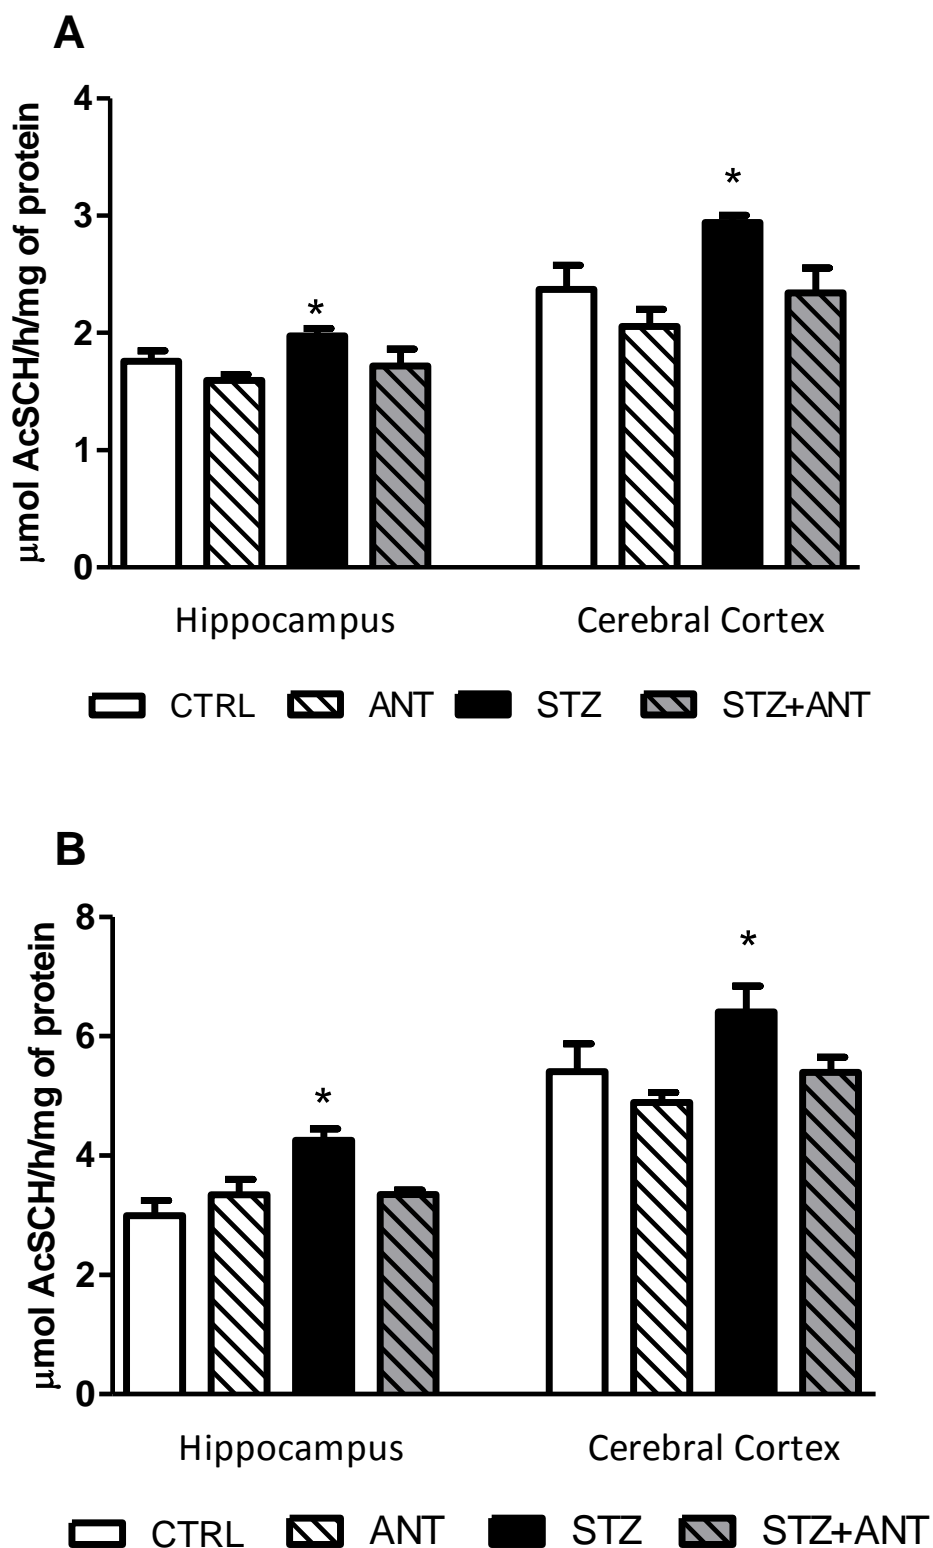 A
μmol AcSCH/h/mg of protein
4
3
2
1
0
*
*
Hippocampus Cerebral Cortex
CTRL ANT STZ STZ+ANT
B
μmol AcSCH/h/mg of protein
8
6
4
2
0
*
*
Hippocampus Cerebral Cortex
CTRL ANT STZ STZ+ANT